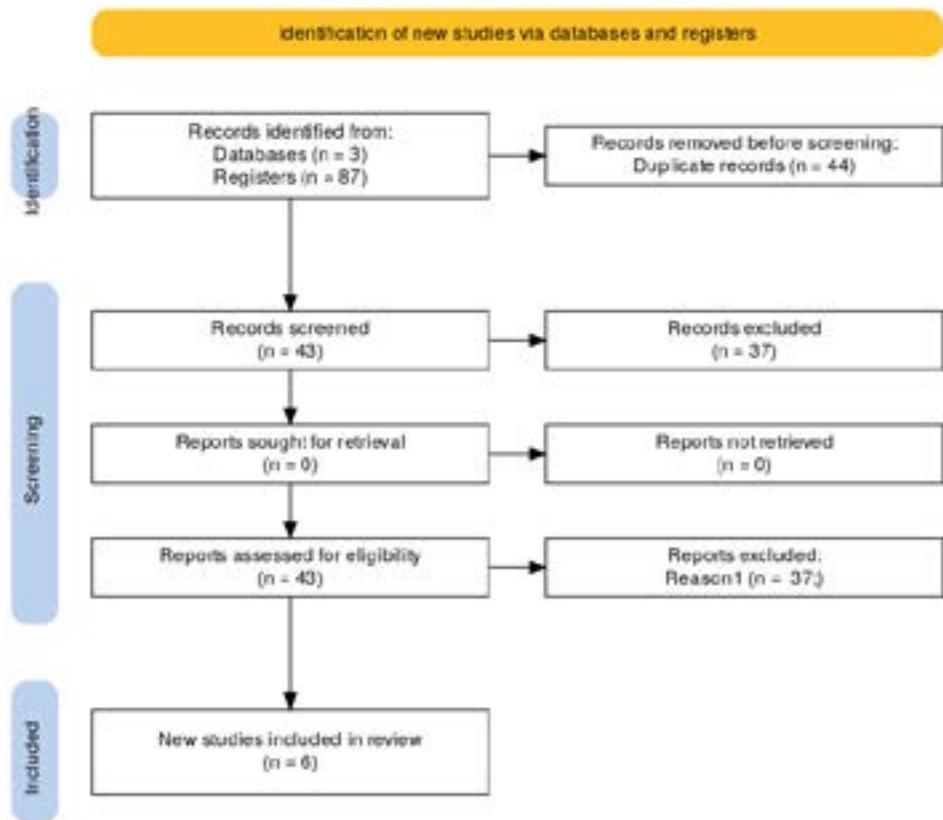 Identification of new studies via databases and registers
Identification
Records identified from:
Databases (n = 3)
Registers (n = 87)
Records removed before screening:
Duplicate records (n = 44)
Screening
Records screened
(n = 43)
Records excluded
(n = 37)
Reports sought for retrieval
(n = 0)
Reports not retrieved
(n = 0)
Reports assessed for eligibility
(n = 43)
Reports excluded:
Reason1 (n = 37;)
Included
New studies included in review
(n = 6)